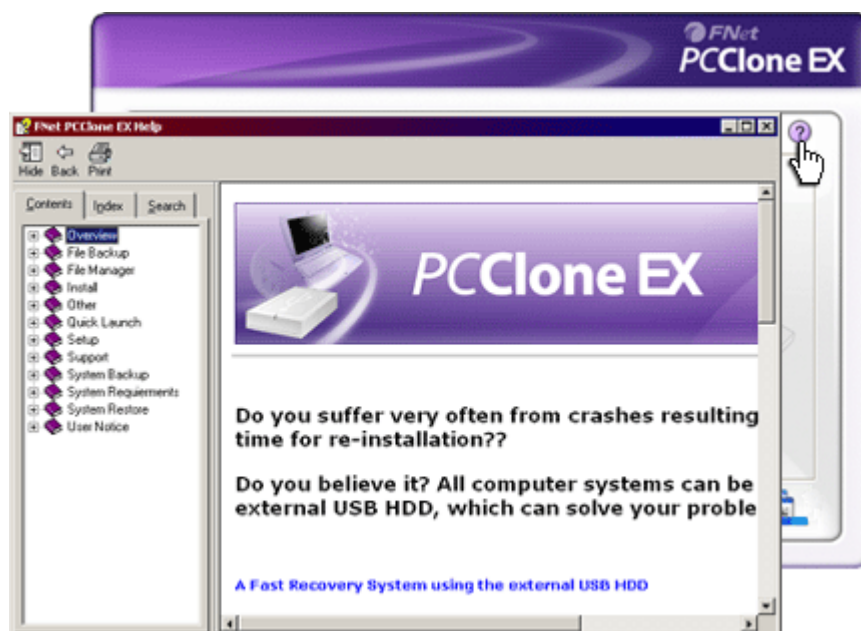 FNet
PCClone EX
FNet PCClone EX Help
Hide Back Print
Contents Index Search
Overview
File Backup
File Manager
Install
Other
Quick Launch
Setup
Support
System Backup
System Requierments
System Restore
User Notice
PCClone EX
Do you suffer very often from crashes resulting
time for re-installation??
Do you believe it? All computer systems can be
external USB HDD, which can solve your proble
A Fast Recovery System using the external USB HDD